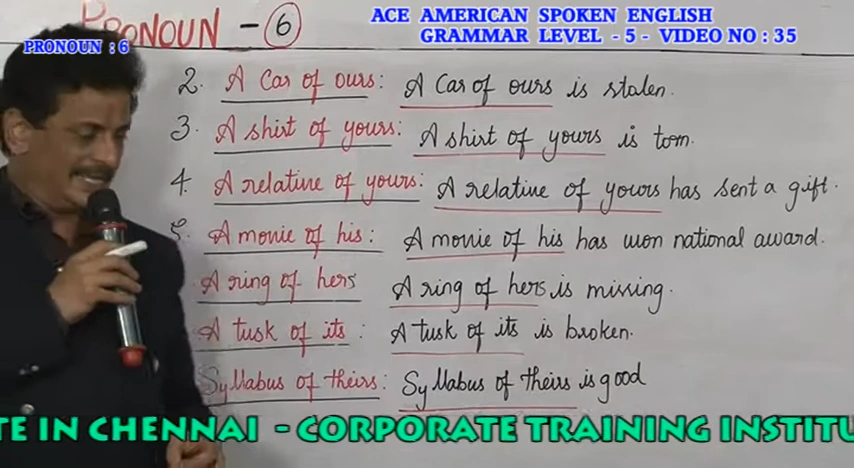 PRONOUN - 6
ACE AMERICAN SPOKEN ENGLISH
GRAMMAR LEVEL - 5 - VIDEO NO : 35
PRONOUN : 6
2. A Car of ours: A Car of ours is stolen.
3. A shirt of yours: A shirt of yours is torn.
4. A relative of yours: A relative of yours has sent a gift.
5. A movie of his: A movie of his has won national award.
A ring of hers A ring of hers is missing.
A tusk of its: A tusk of its is broken.
Syllabus of theirs: Syllabus of theirs is good
TE IN CHENNAI - CORPORATE TRAINING INSTITU